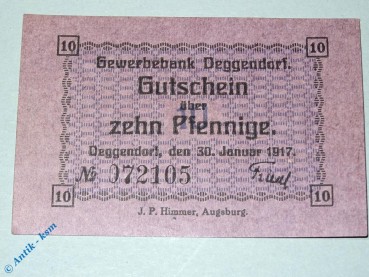 10 10
Gewerbebank Deggendorf.
Gutschein
über
zehn Pfennige.
Deggendorf, den 30. Januar 1917.
№ 072105
10 10
J. P. Himmer, Augsburg.
© Antik - ksm